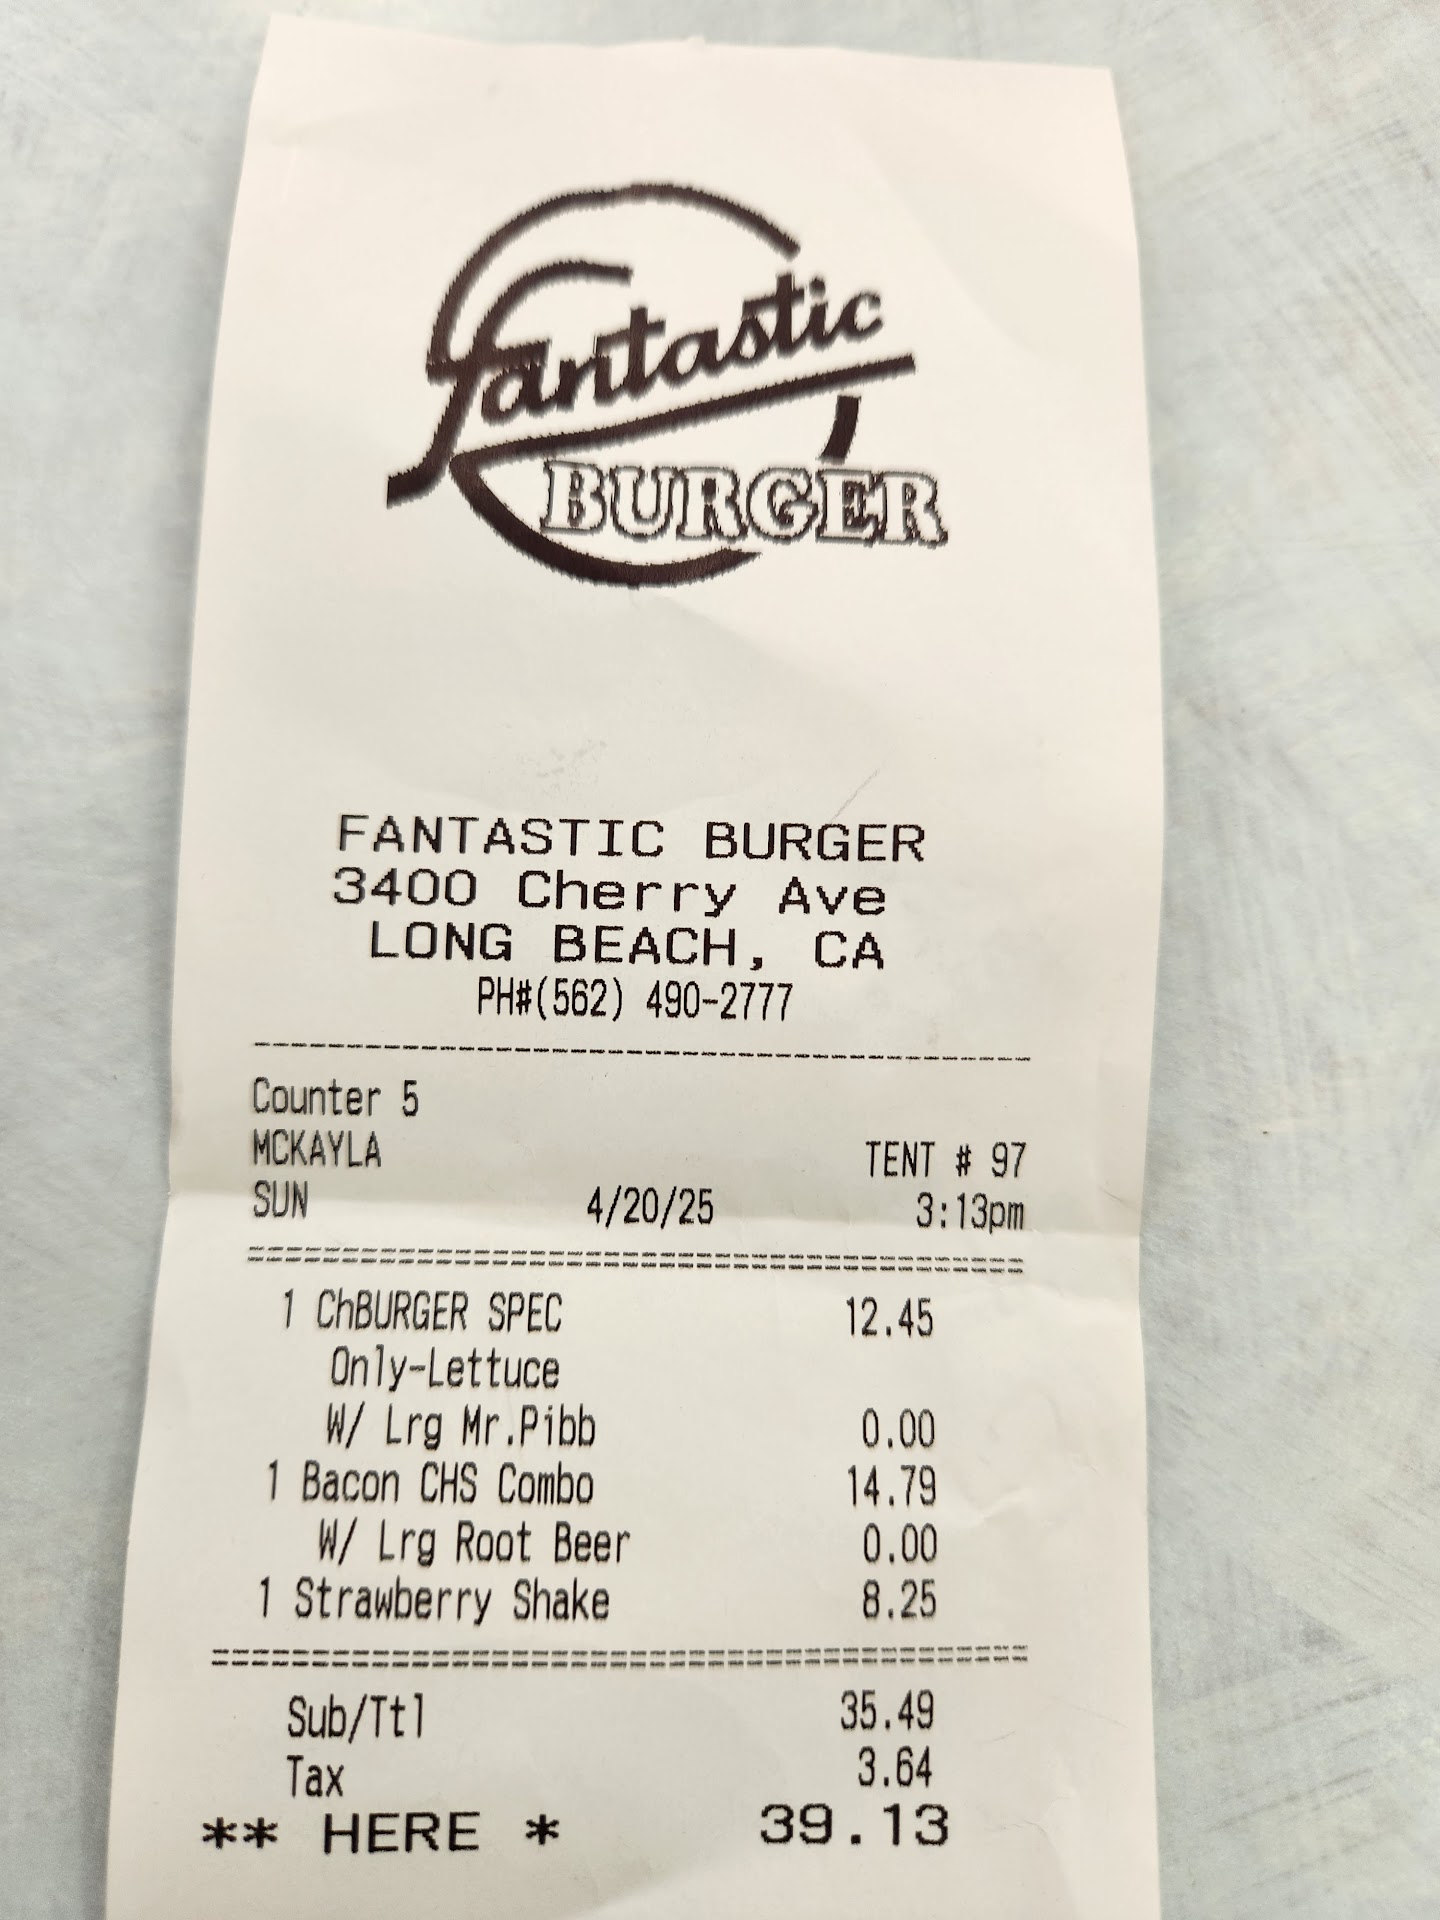 Fantastic
BURGER
FANTASTIC BURGER
3400 Cherry Ave
LONG BEACH, CA
PH#(562) 490-2777
Counter 5
MCKAYLA TENT # 97
SUN 4/20/25 3:13pm
1 ChBURGER SPEC 12.45
Only-Lettuce
W/ Lrg Mr.Pibb 0.00
1 Bacon CHS Combo 14.79
W/ Lrg Root Beer 0.00
1 Strawberry Shake 8.25
Sub/Ttl 35.49
Tax 3.64
** HERE * 39.13